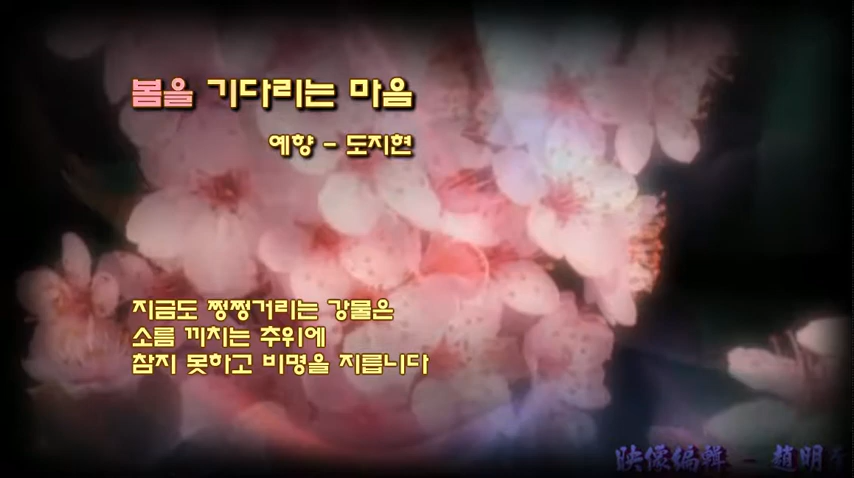 봄을 기다리는 마음
예향 - 도지현
지금도 쩡쩡거리는 강물은
소름 끼치는 추위에
참지 못하고 비명을 지릅니다
映像編輯 - 趙明